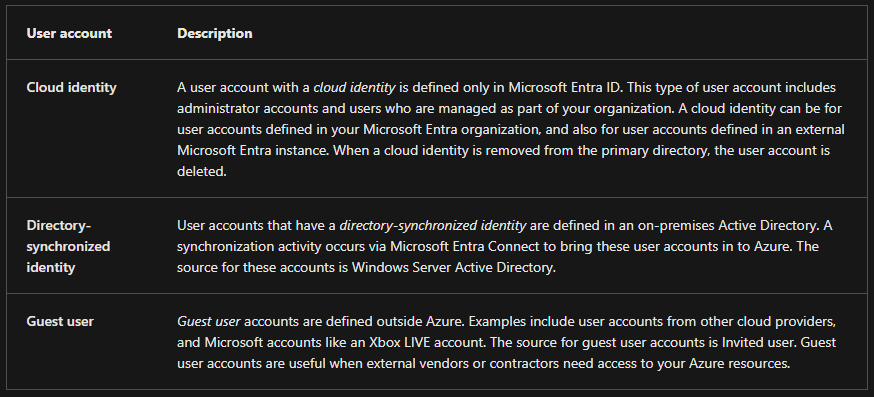 User account Description
Cloud identity A user account with a cloud identity is defined only in Microsoft Entra ID. This type of user account includes
administrator accounts and users who are managed as part of your organization. A cloud identity can be for
user accounts defined in your Microsoft Entra organization, and also for user accounts defined in an external
Microsoft Entra instance. When a cloud identity is removed from the primary directory, the user account is
deleted.
Directory- User accounts that have a directory-synchronized identity are defined in an on-premises Active Directory. A
synchronized synchronization activity occurs via Microsoft Entra Connect to bring these user accounts in to Azure. The
identity source for these accounts is Windows Server Active Directory.
Guest user Guest user accounts are defined outside Azure. Examples include user accounts from other cloud providers,
and Microsoft accounts like an Xbox LIVE account. The source for guest user accounts is Invited user. Guest
user accounts are useful when external vendors or contractors need access to your Azure resources.